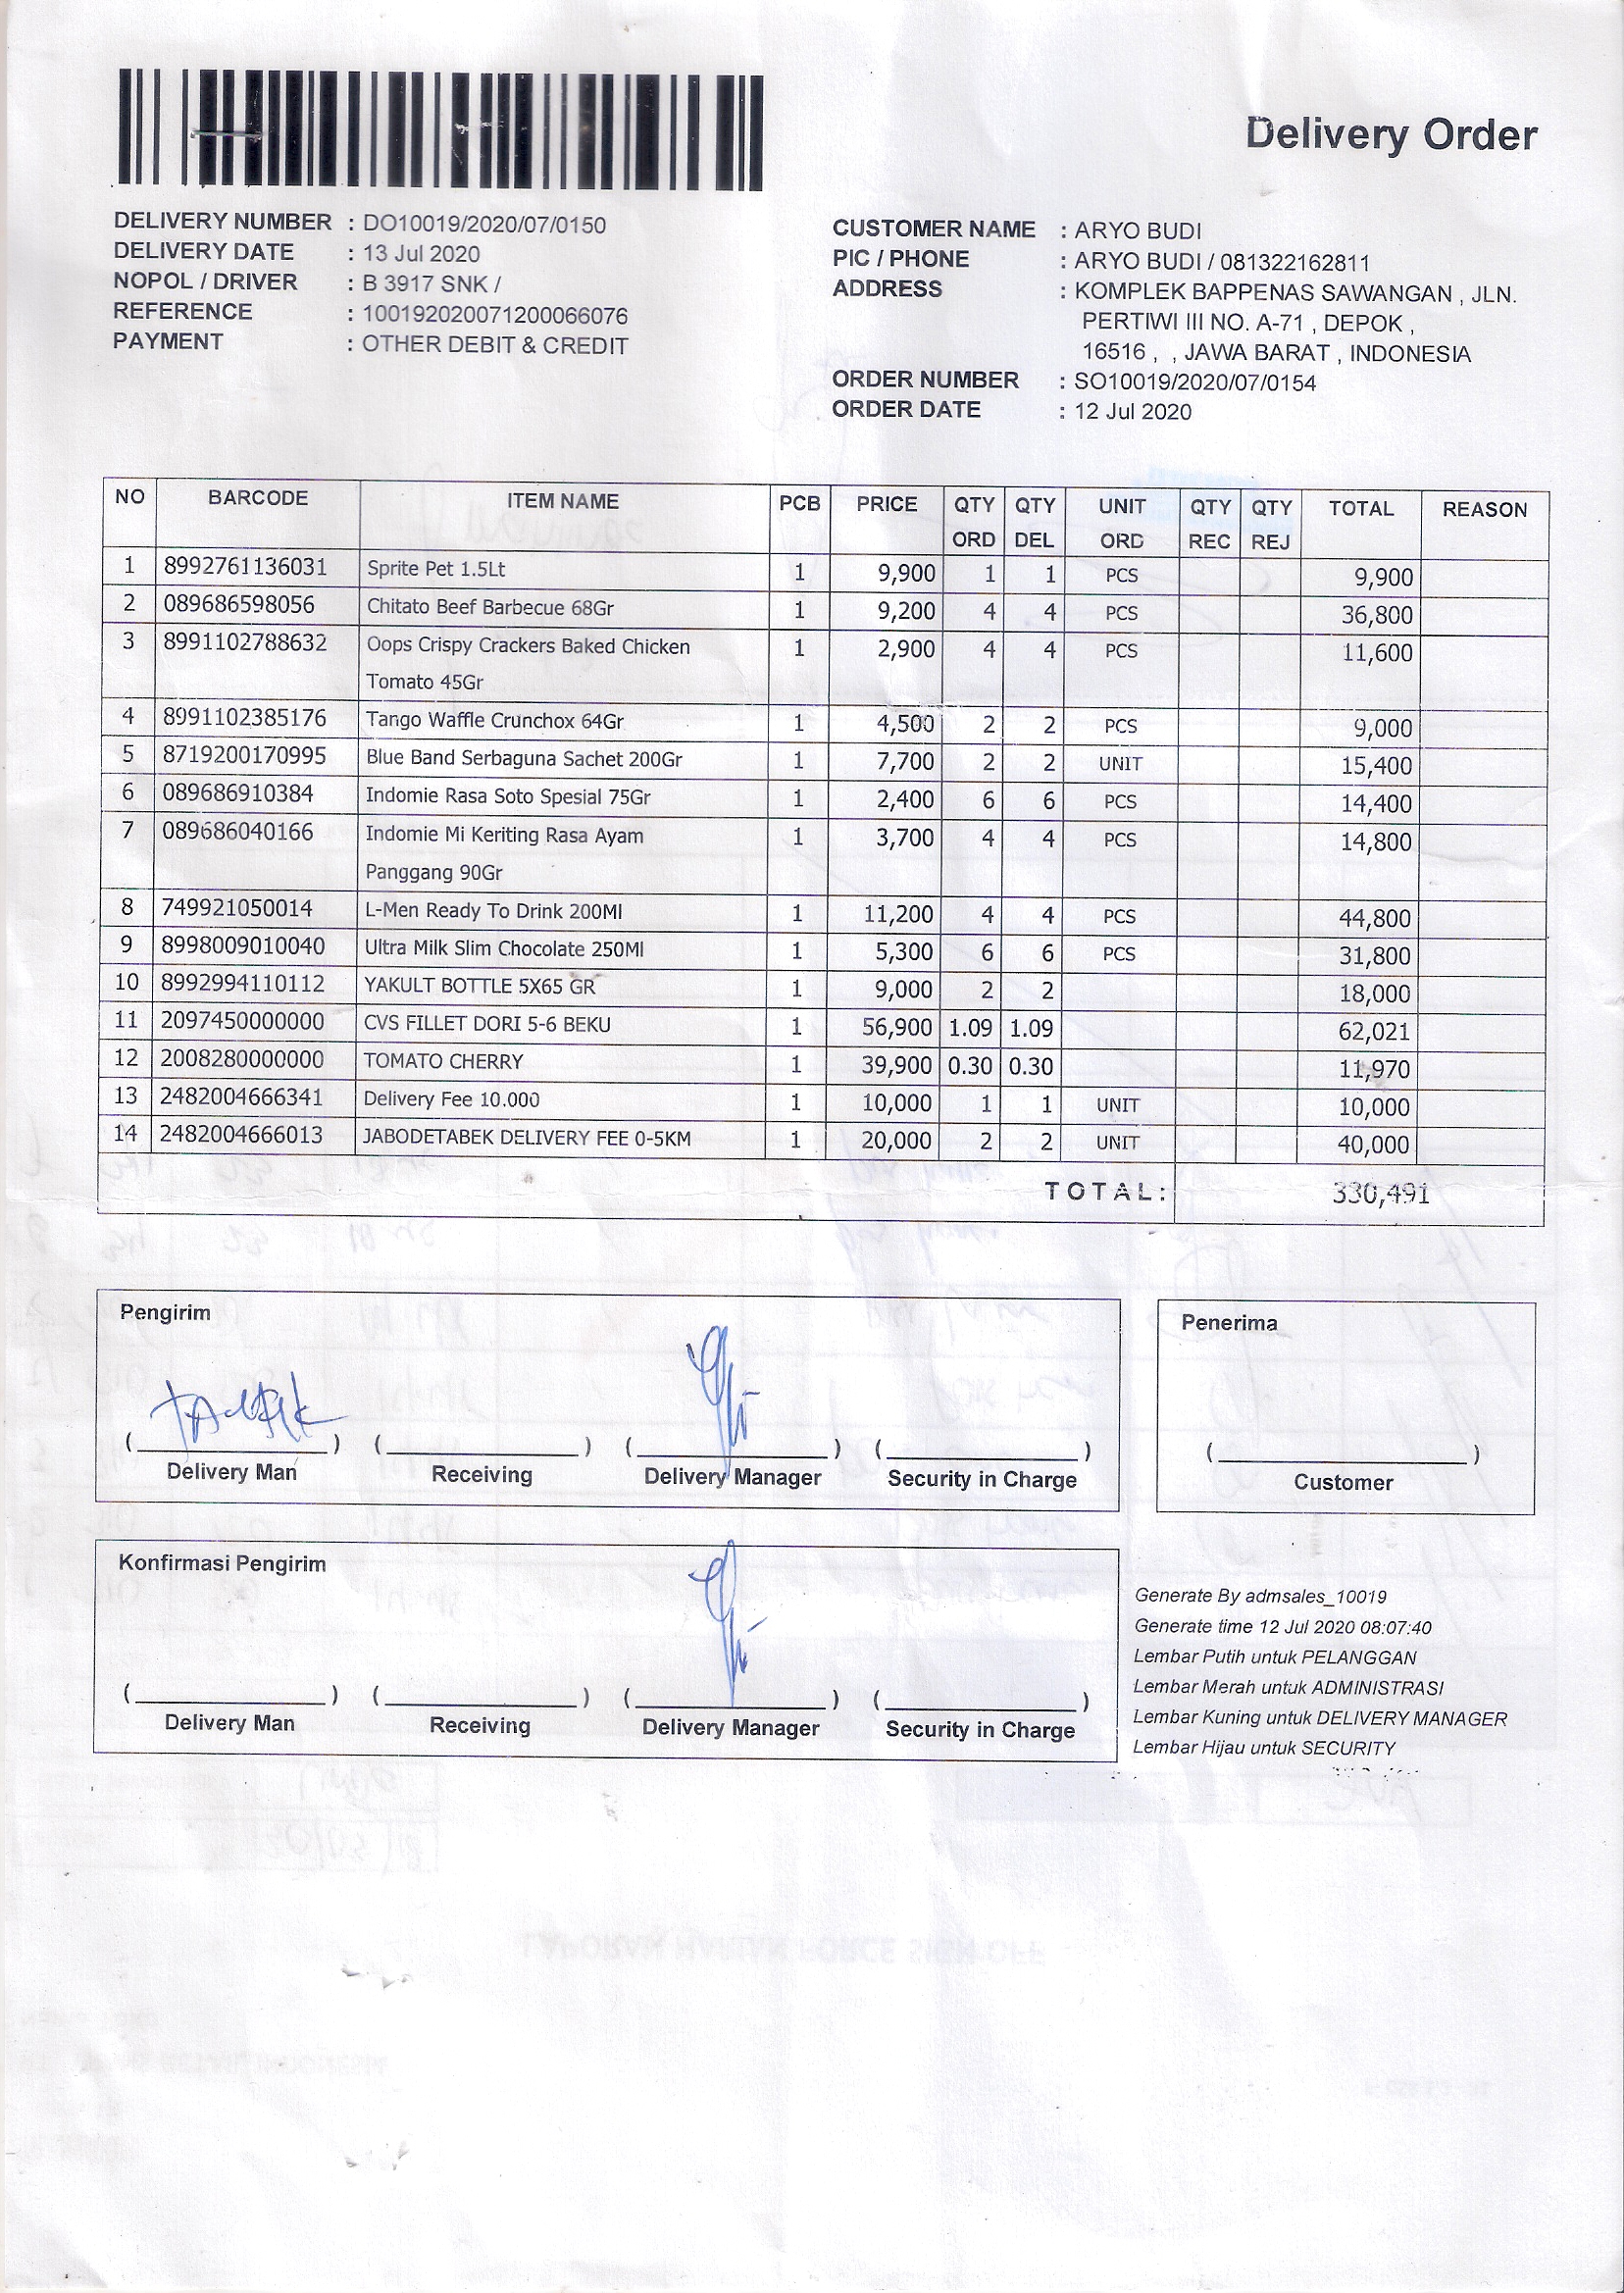 Delivery Order
DELIVERY NUMBER : DO10019/2020/07/0150
DELIVERY DATE : 13 Jul 2020
NOPOL / DRIVER : B 3917 SNK /
REFERENCE : 100192020071200066076
PAYMENT : OTHER DEBIT & CREDIT
CUSTOMER NAME : ARYO BUDI
PIC / PHONE : ARYO BUDI / 081322162811
ADDRESS : KOMPLEK BAPPENAS SAWANGAN , JLN.
PERTIWI III NO. A-71 , DEPOK ,
16516 , , JAWA BARAT , INDONESIA
ORDER NUMBER : SO10019/2020/07/0154
ORDER DATE : 12 Jul 2020
NO BARCODE ITEM NAME PCB PRICE QTY ORD QTY DEL UNIT ORD QTY REC QTY REJ TOTAL REASON
1 8992761136031 Sprite Pet 1.5Lt 1 9,900 1 1 PCS 9,900
2 089686598056 Chitato Beef Barbecue 68Gr 1 9,200 4 4 PCS 36,800
3 8991102788632 Oops Crispy Crackers Baked Chicken 1 2,900 4 4 PCS 11,600
Tomato 45Gr
4 8991102385176 Tango Waffle Crunchox 64Gr 1 4,500 2 2 PCS 9,000
5 8719200170995 Blue Band Serbaguna Sachet 200Gr 1 7,700 2 2 UNIT 15,400
6 089686910384 Indomie Rasa Soto Spesial 75Gr 1 2,400 6 6 PCS 14,400
7 089686040166 Indomie Mi Keriting Rasa Ayam 1 3,700 4 4 PCS 14,800
Panggang 90Gr
8 749921050014 L-Men Ready To Drink 200Ml 1 11,200 4 4 PCS 44,800
9 8998009010040 Ultra Milk Slim Chocolate 250Ml 1 5,300 6 6 PCS 31,800
10 8992994110112 YAKULT BOTTLE 5X65 GR 1 9,000 2 2 18,000
11 2097450000000 CVS FILLET DORI 5-6 BEKU 1 56,900 1.09 1.09 62,021
12 2008280000000 TOMATO CHERRY 1 39,900 0.30 0.30 11,970
13 2482004666341 Delivery Fee 10.000 1 10,000 1 1 UNIT 10,000
14 2482004666013 JABODETABEK DELIVERY FEE 0-5KM 1 20,000 2 2 UNIT 40,000
TOTAL: 330,491
Pengirim
( ) ( ) ( ) ( )
Delivery Man Receiving Delivery Manager Security in Charge
Penerima
( )
Customer
Konfirmasi Pengirim
( ) ( ) ( ) ( )
Delivery Man Receiving Delivery Manager Security in Charge
Generate By admsales_10019
Generate time 12 Jul 2020 08:07:40
Lembar Putih untuk PELANGGAN
Lembar Merah untuk ADMINISTRASI
Lembar Kuning untuk DELIVERY MANAGER
Lembar Hijau untuk SECURITY